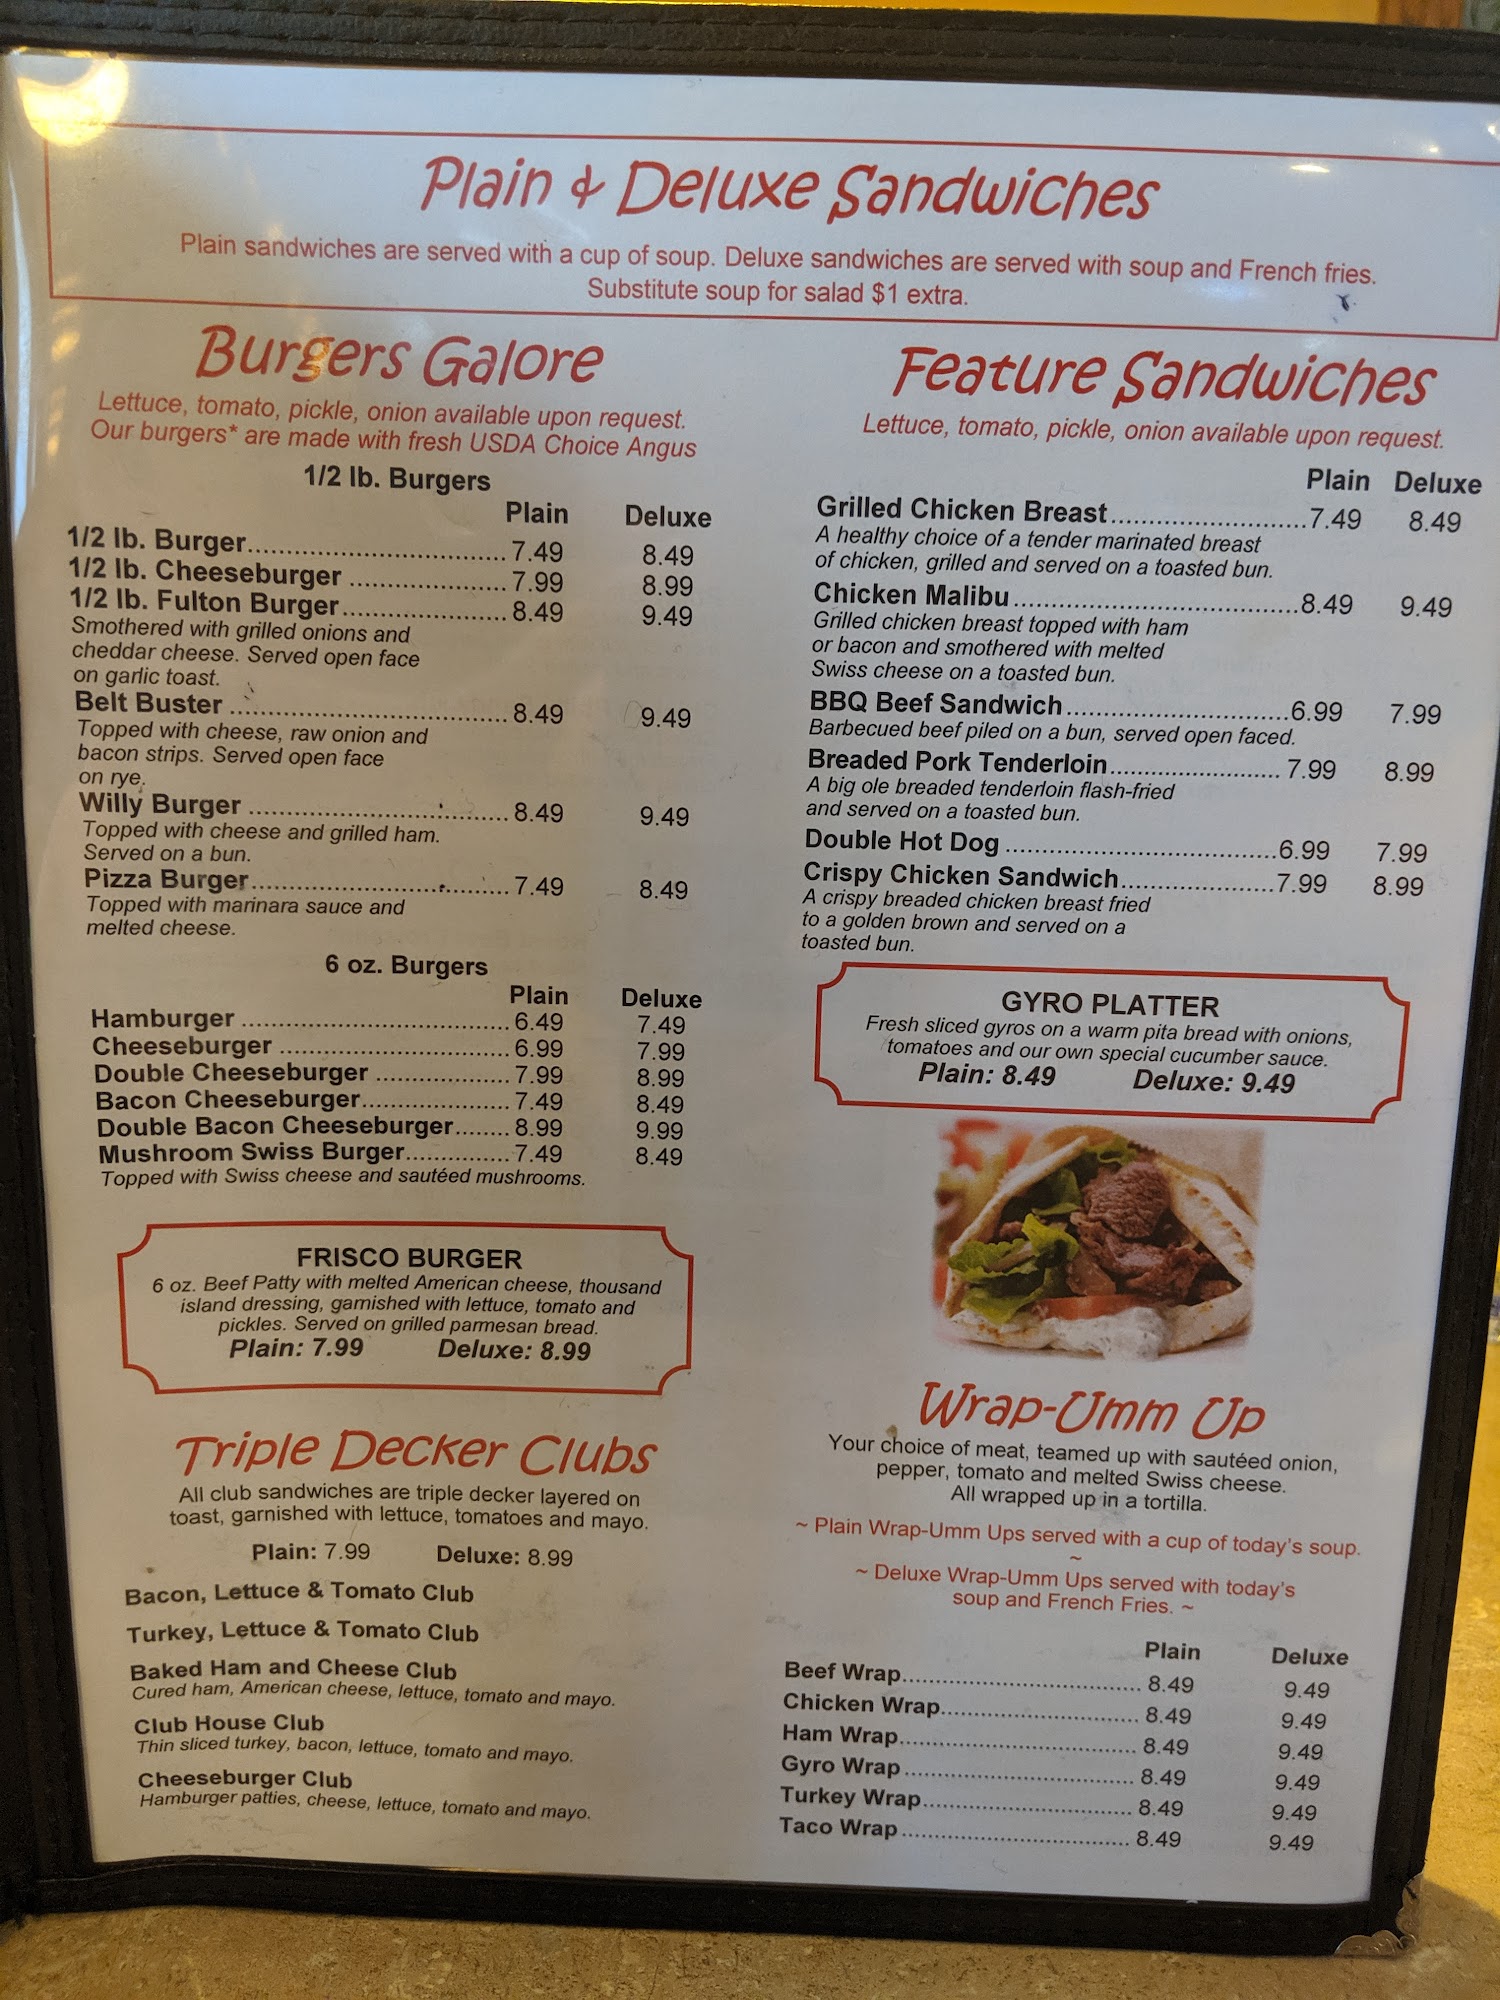 Plain & Deluxe Sandwiches
Plain sandwiches are served with a cup of soup. Deluxe sandwiches are served with soup and French fries.
Substitute soup for salad $1 extra.
Burgers Galore
Lettuce, tomato, pickle, onion available upon request.
Our burgers* are made with fresh USDA Choice Angus
1/2 lb. Burgers
Plain Deluxe
1/2 lb. Burger.................................. 7.49 8.49
1/2 lb. Cheeseburger .................... 7.99 8.99
1/2 lb. Fulton Burger..................... 8.49 9.49
Smothered with grilled onions and
cheddar cheese. Served open face
on garlic toast.
Belt Buster ..................................... 8.49 9.49
Topped with cheese, raw onion and
bacon strips. Served open face
on rye.
Willy Burger ................................... 8.49 9.49
Topped with cheese and grilled ham.
Served on a bun.
Pizza Burger................................... 7.49 8.49
Topped with marinara sauce and
melted cheese.
6 oz. Burgers
Plain Deluxe
Hamburger ..................................... 6.49 7.49
Cheeseburger ................................ 6.99 7.99
Double Cheeseburger ................... 7.99 8.99
Bacon Cheeseburger..................... 7.49 8.49
Double Bacon Cheeseburger........ 8.99 9.99
Mushroom Swiss Burger............... 7.49 8.49
Topped with Swiss cheese and sautéed mushrooms.
FRISCO BURGER
6 oz. Beef Patty with melted American cheese, thousand
island dressing, garnished with lettuce, tomato and
pickles. Served on grilled parmesan bread.
Plain: 7.99 Deluxe: 8.99
Triple Decker Clubs
All club sandwiches are triple decker layered on
toast, garnished with lettuce, tomatoes and mayo.
Plain: 7.99 Deluxe: 8.99
Bacon, Lettuce & Tomato Club
Turkey, Lettuce & Tomato Club
Baked Ham and Cheese Club
Cured ham, American cheese, lettuce, tomato and mayo.
Club House Club
Thin sliced turkey, bacon, lettuce, tomato and mayo.
Cheeseburger Club
Hamburger patties, cheese, lettuce, tomato and mayo.
Feature Sandwiches
Lettuce, tomato, pickle, onion available upon request.
Plain Deluxe
Grilled Chicken Breast..........................7.49 8.49
A healthy choice of a tender marinated breast
of chicken, grilled and served on a toasted bun.
Chicken Malibu......................................8.49 9.49
Grilled chicken breast topped with ham
or bacon and smothered with melted
Swiss cheese on a toasted bun.
BBQ Beef Sandwich..............................6.99 7.99
Barbecued beef piled on a bun, served open faced.
Breaded Pork Tenderloin....................... 7.99 8.99
A big ole breaded tenderloin flash-fried
and served on a toasted bun.
Double Hot Dog ....................................6.99 7.99
Crispy Chicken Sandwich.....................7.99 8.99
A crispy breaded chicken breast fried
to a golden brown and served on a
toasted bun.
GYRO PLATTER
Fresh sliced gyros on a warm pita bread with onions,
tomatoes and our own special cucumber sauce.
Plain: 8.49 Deluxe: 9.49
Wrap-Umm Up
Your choice of meat, teamed up with sautéed onion,
pepper, tomato and melted Swiss cheese.
All wrapped up in a tortilla.
~ Plain Wrap-Umm Ups served with a cup of today's soup.
~
~ Deluxe Wrap-Umm Ups served with today's
soup and French Fries. ~
Plain Deluxe
Beef Wrap.................................... 8.49 9.49
Chicken Wrap.............................. 8.49 9.49
Ham Wrap.................................... 8.49 9.49
Gyro Wrap ................................... 8.49 9.49
Turkey Wrap................................ 8.49 9.49
Taco Wrap ................................... 8.49 9.49